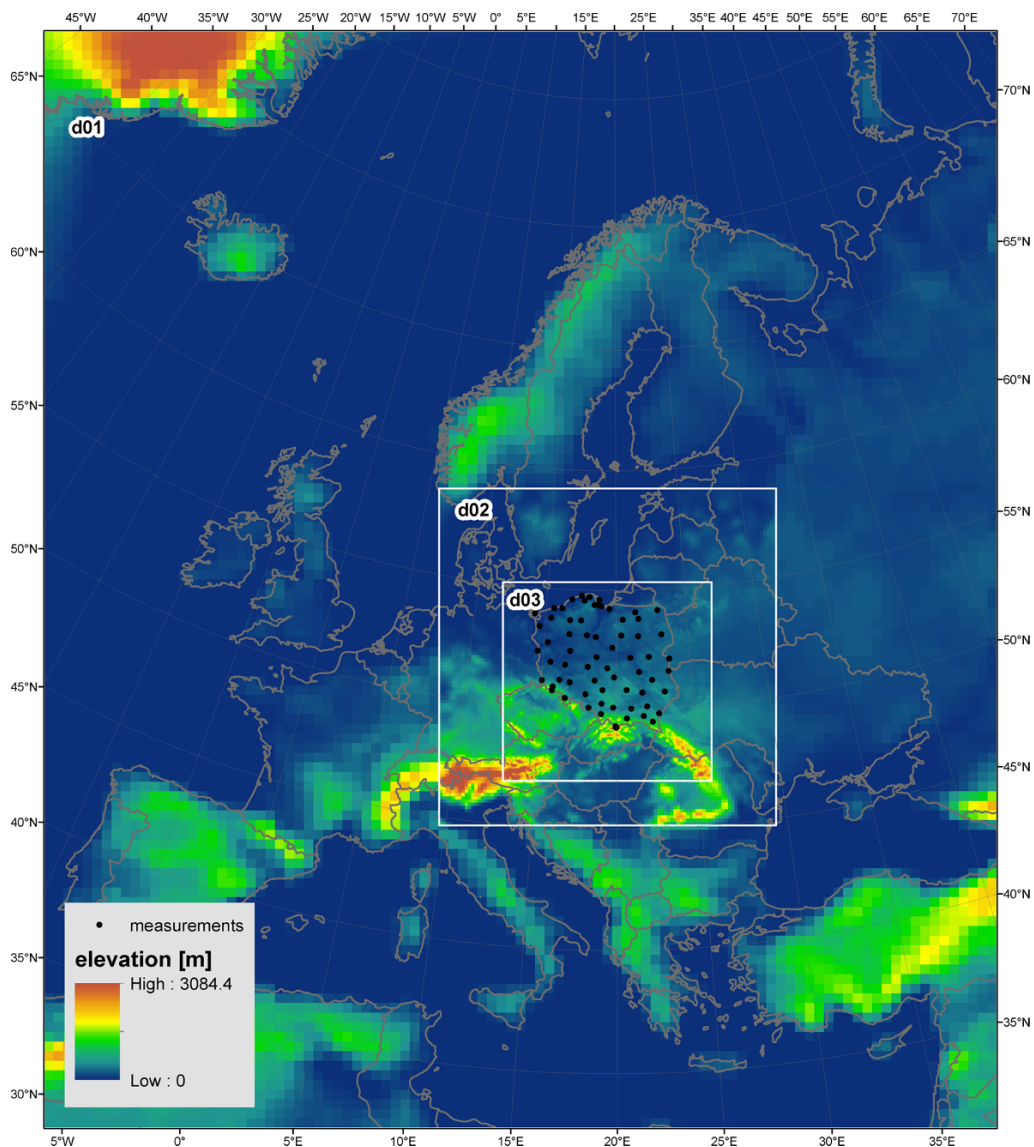 45°W 40°W 35°W 30°W 25°W 20°W 15°W 10°W 5°W 0° 5°E 10°E 15°E 20°E 25°E 30°E 35°E 40°E 45°E 50°E 55°E 60°E 65°E 70°E
65°N
70°N
d01
65°N
60°N
60°N
55°N
d02
55°N
50°N
d03
50°N
45°N
45°N
40°N
40°N
measurements
elevation [m]
35°N
High : 3084.4
35°N
Low : 0
30°N
5°W 0° 5°E 10°E 15°E 20°E 25°E 30°E 35°E